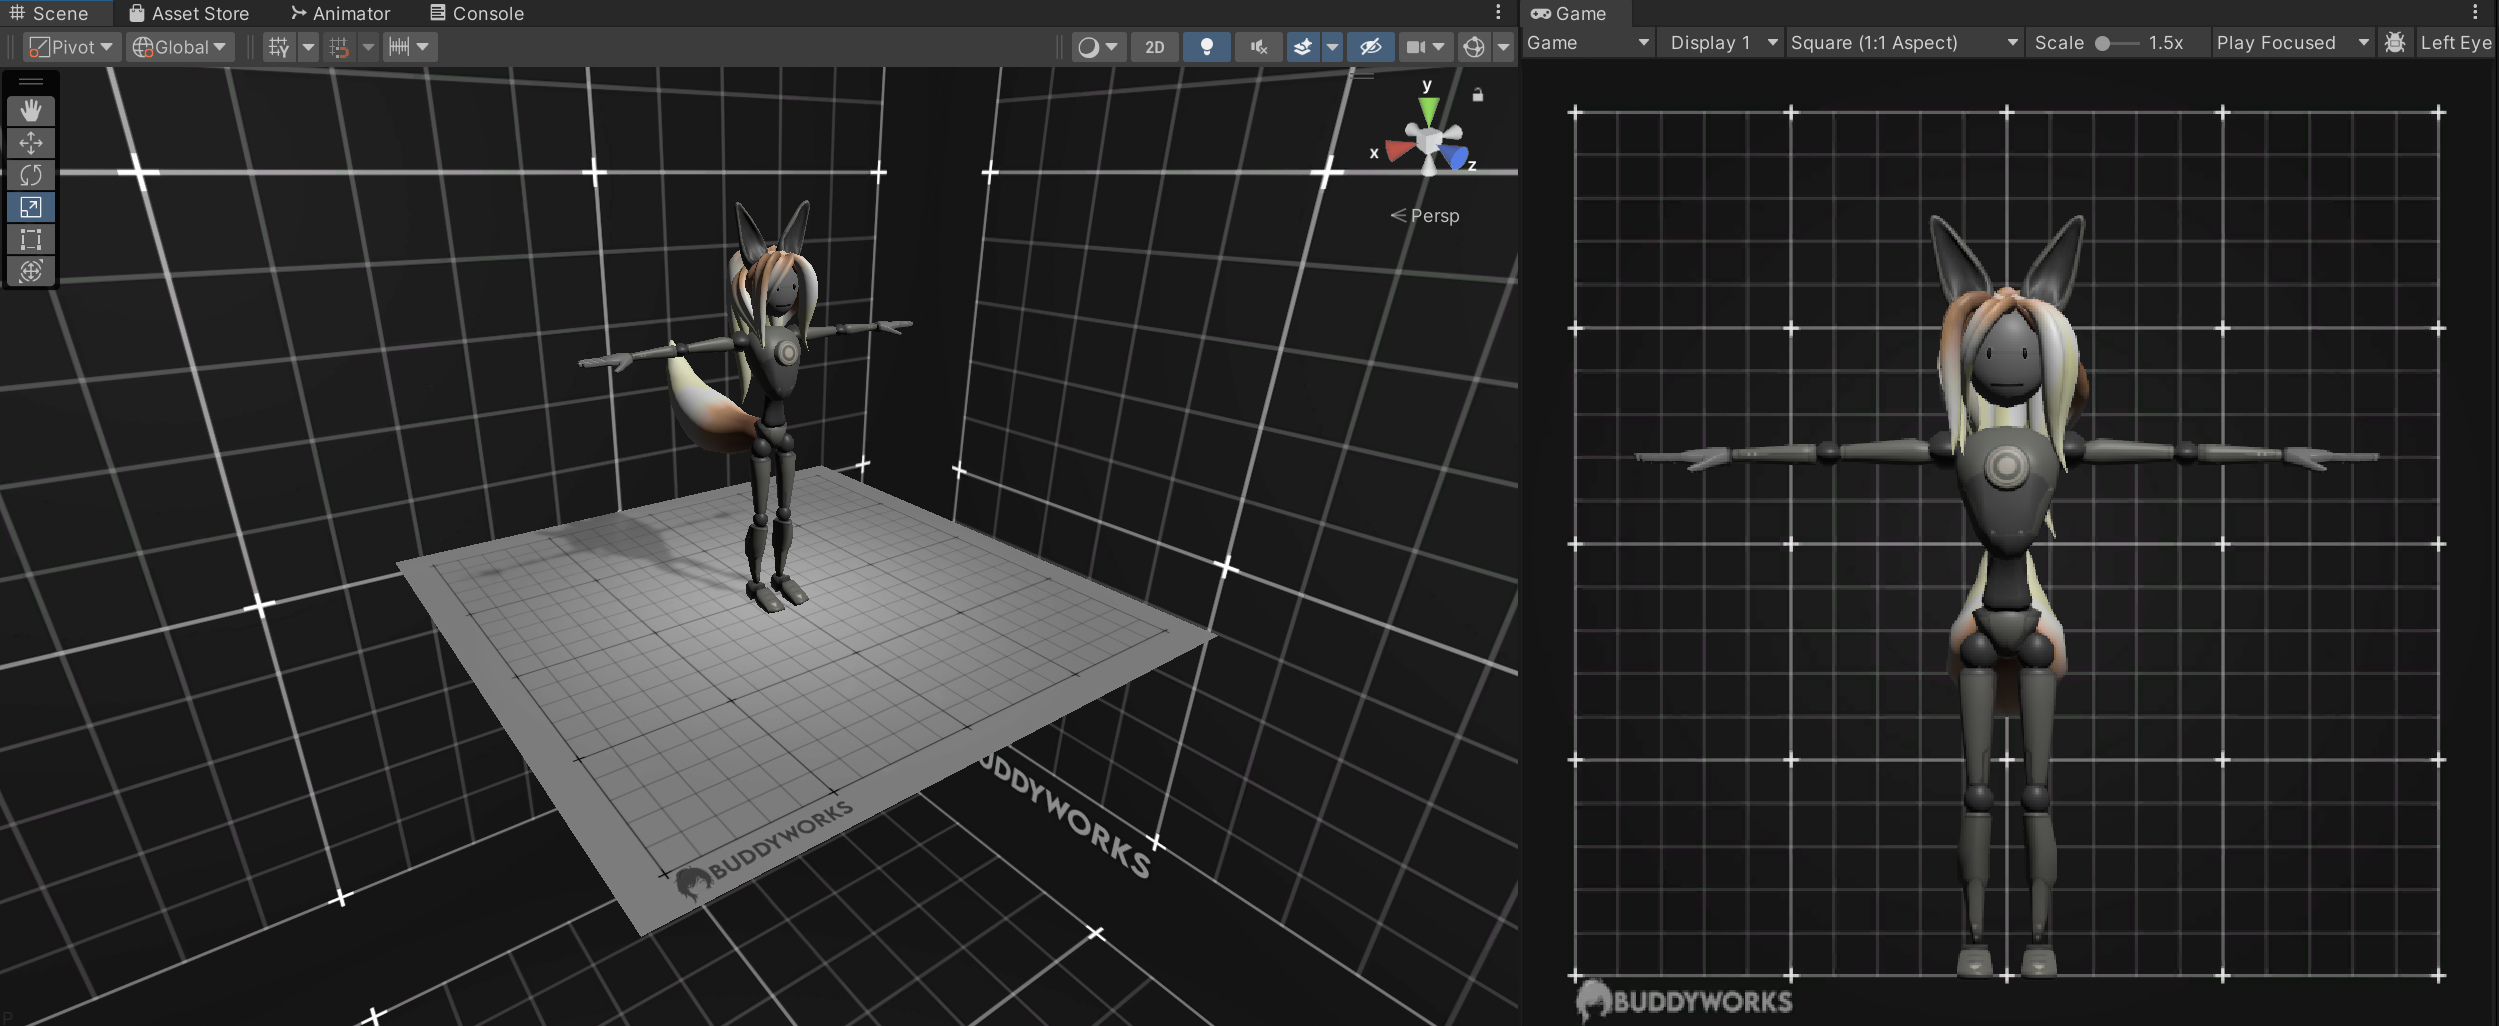 Scene Asset Store Animator Console
Pivot Global Y 2D
y
x
z
Persp
BUDDYWORKS
UDDYWORKS
Game
Game Display 1 Square (1:1 Aspect) Scale 1.5x Play Focused Left Eye
BUDDYWORKS